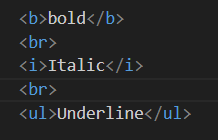 <b>bold</b>
<br>
<i>Italic</i>
<br>
<ul>Underline</ul>